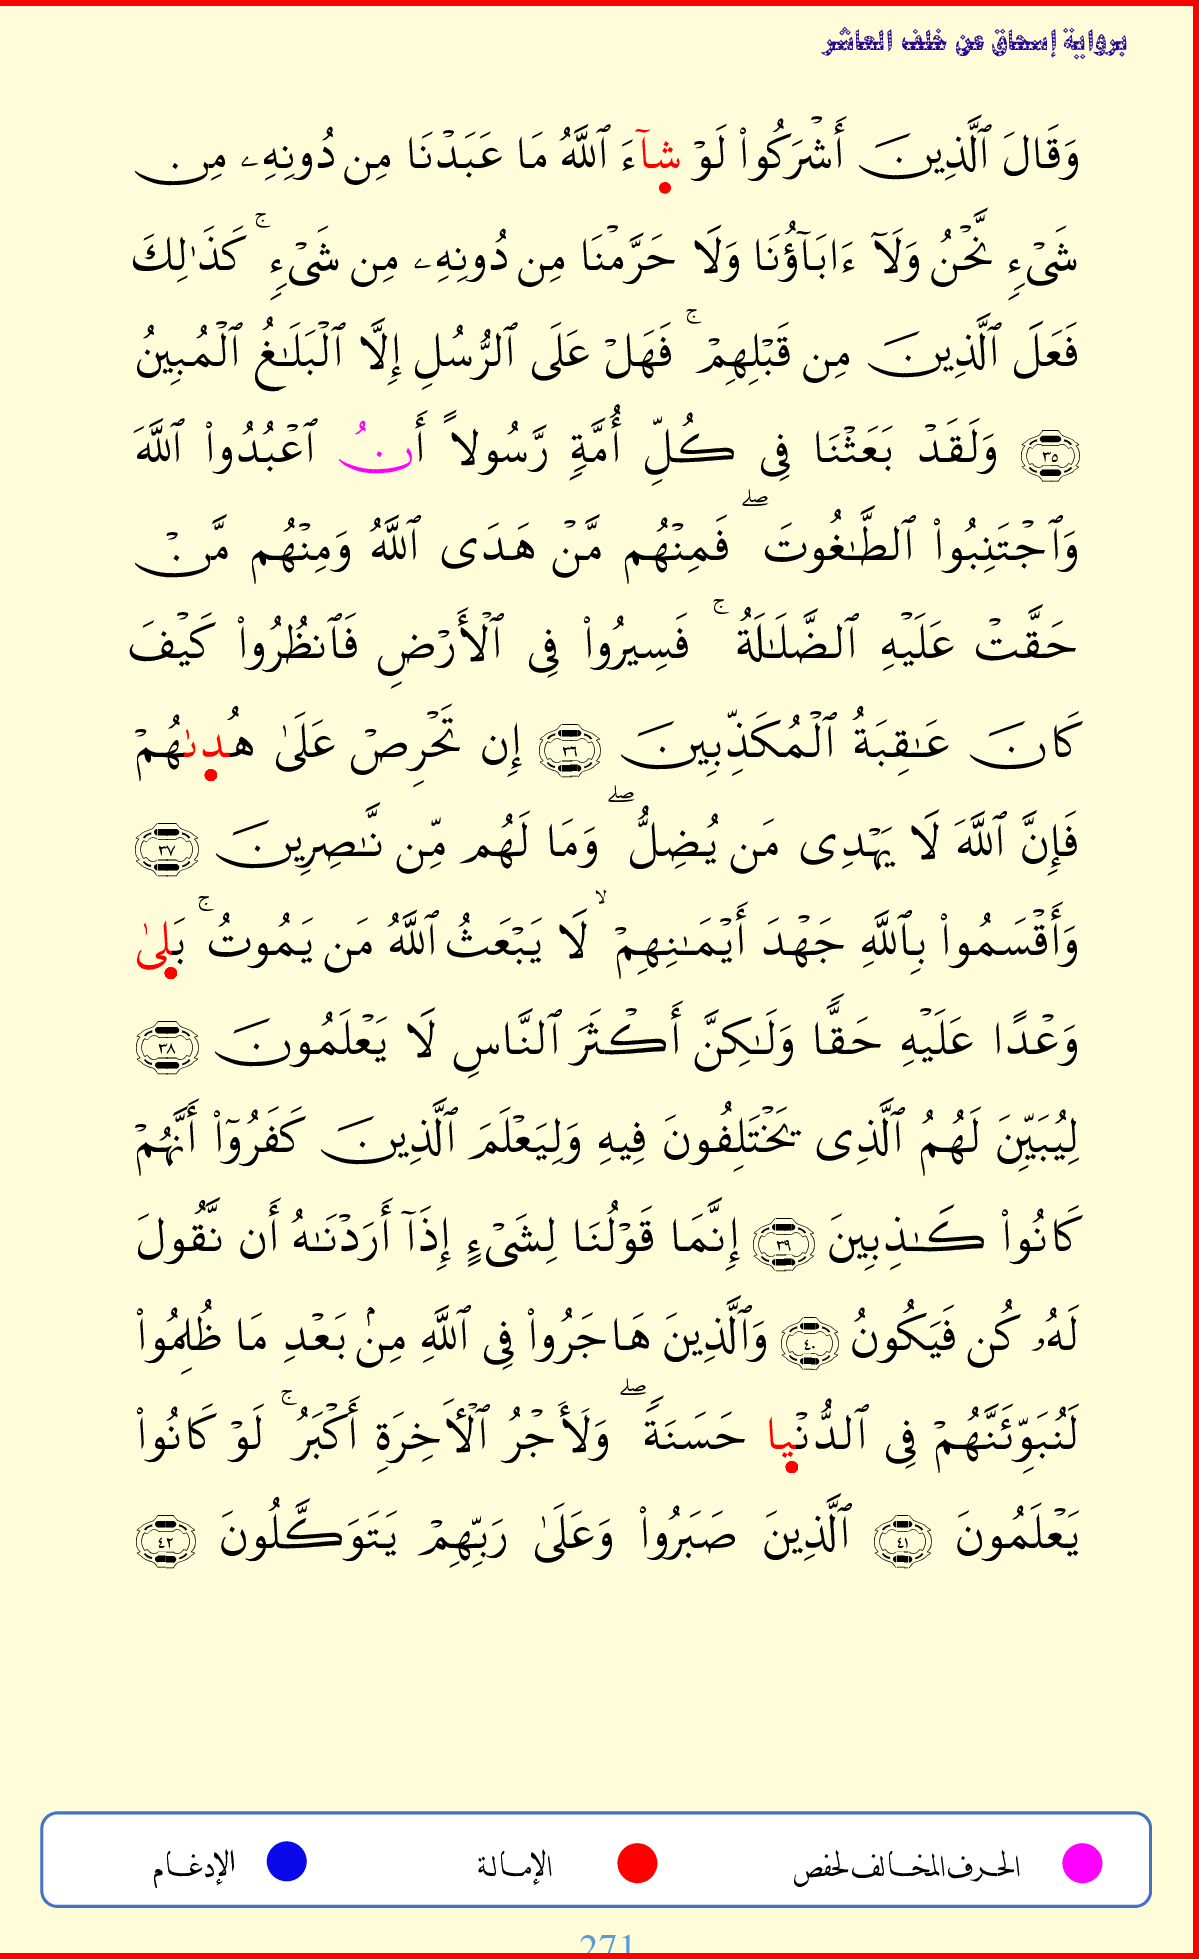 برواية إسحاق عن خلف العاشر
وَقَالَ ٱلَّذِينَ أَشْرَكُوا۟ لَوْ شَآءَ ٱللَّهُ مَا عَبَدْنَا مِن دُونِهِۦ مِن
شَىْءٍۢ نَّحْنُ وَلَآ ءَابَآؤُنَا وَلَا حَرَّمْنَا مِن دُونِهِۦ مِن شَىْءٍۢ ۚ كَذَٰلِكَ
فَعَلَ ٱلَّذِينَ مِن قَبْلِهِمْ ۚ فَهَلْ عَلَى ٱلرُّسُلِ إِلَّا ٱلْبَلَـٰغُ ٱلْمُبِينُ
٣٥ وَلَقَدْ بَعَثْنَا فِى كُلِّ أُمَّةٍۢ رَّسُولًا أَنُ ٱعْبُدُوا۟ ٱللَّهَ
وَٱجْتَنِبُوا۟ ٱلطَّـٰغُوتَ ۖ فَمِنْهُم مَّنْ هَدَى ٱللَّهُ وَمِنْهُم مَّنْ
حَقَّتْ عَلَيْهِ ٱلضَّلَـٰلَةُ ۚ فَسِيرُوا۟ فِى ٱلْأَرْضِ فَٱنظُرُوا۟ كَيْفَ
كَانَ عَـٰقِبَةُ ٱلْمُكَذِّبِينَ ٣٦ إِن تَحْرِصْ عَلَىٰ هُدِىٰهُمْ
فَإِنَّ ٱللَّهَ لَا يَهْدِى مَن يُضِلُّ ۖ وَمَا لَهُم مِّن نَّـٰصِرِينَ ٣٧
وَأَقْسَمُوا۟ بِٱللَّهِ جَهْدَ أَيْمَـٰنِهِمْ ۙ لَا يَبْعَثُ ٱللَّهُ مَن يَمُوتُ ۚ بَلِىٰ
وَعْدًا عَلَيْهِ حَقًّا وَلَـٰكِنَّ أَكْثَرَ ٱلنَّاسِ لَا يَعْلَمُونَ ٣٨
لِيُبَيِّنَ لَهُمُ ٱلَّذِى يَخْتَلِفُونَ فِيهِ وَلِيَعْلَمَ ٱلَّذِينَ كَفَرُوٓا۟ أَنَّهُمْ
كَانُوا۟ كَـٰذِبِينَ ٣٩ إِنَّمَا قَوْلُنَا لِشَىْءٍ إِذَآ أَرَدْنَـٰهُ أَن نَّقُولَ
لَهُۥ كُن فَيَكُونُ ٤٠ وَٱلَّذِينَ هَاجَرُوا۟ فِى ٱللَّهِ مِنۢ بَعْدِ مَا ظُلِمُوا۟
لَنُبَوِّئَنَّهُمْ فِى ٱلدُّنْيِا حَسَنَةً ۖ وَلَأَجْرُ ٱلْـَٔاخِرَةِ أَكْبَرُ ۚ لَوْ كَانُوا۟
يَعْلَمُونَ ٤١ ٱلَّذِينَ صَبَرُوا۟ وَعَلَىٰ رَبِّهِمْ يَتَوَكَّلُونَ ٤٢
الحرف المخالف لحفص الإمالة الإدغام
271